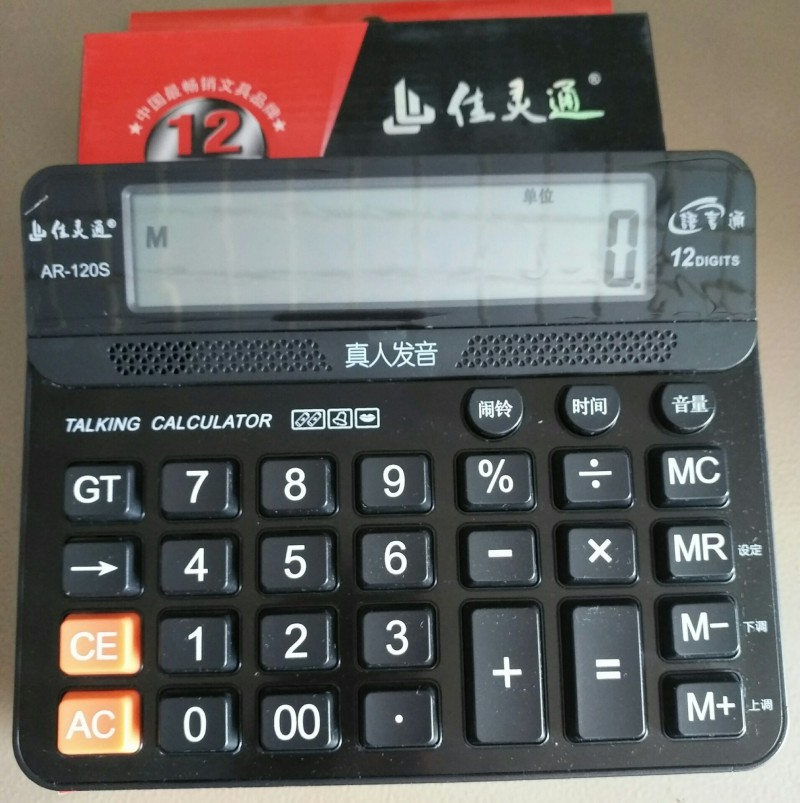 中国最畅销文具品牌
12
佳灵通®
单位
M
0.
佳灵通®
AR-120S
12 DIGITS
真人发音
TALKING CALCULATOR
闹铃 时间 音量
GT 7 8 9 % ÷ MC
→ 4 5 6 - × MR 设定
CE 1 2 3 + = M- 下调
AC 0 00 · M+ 上调